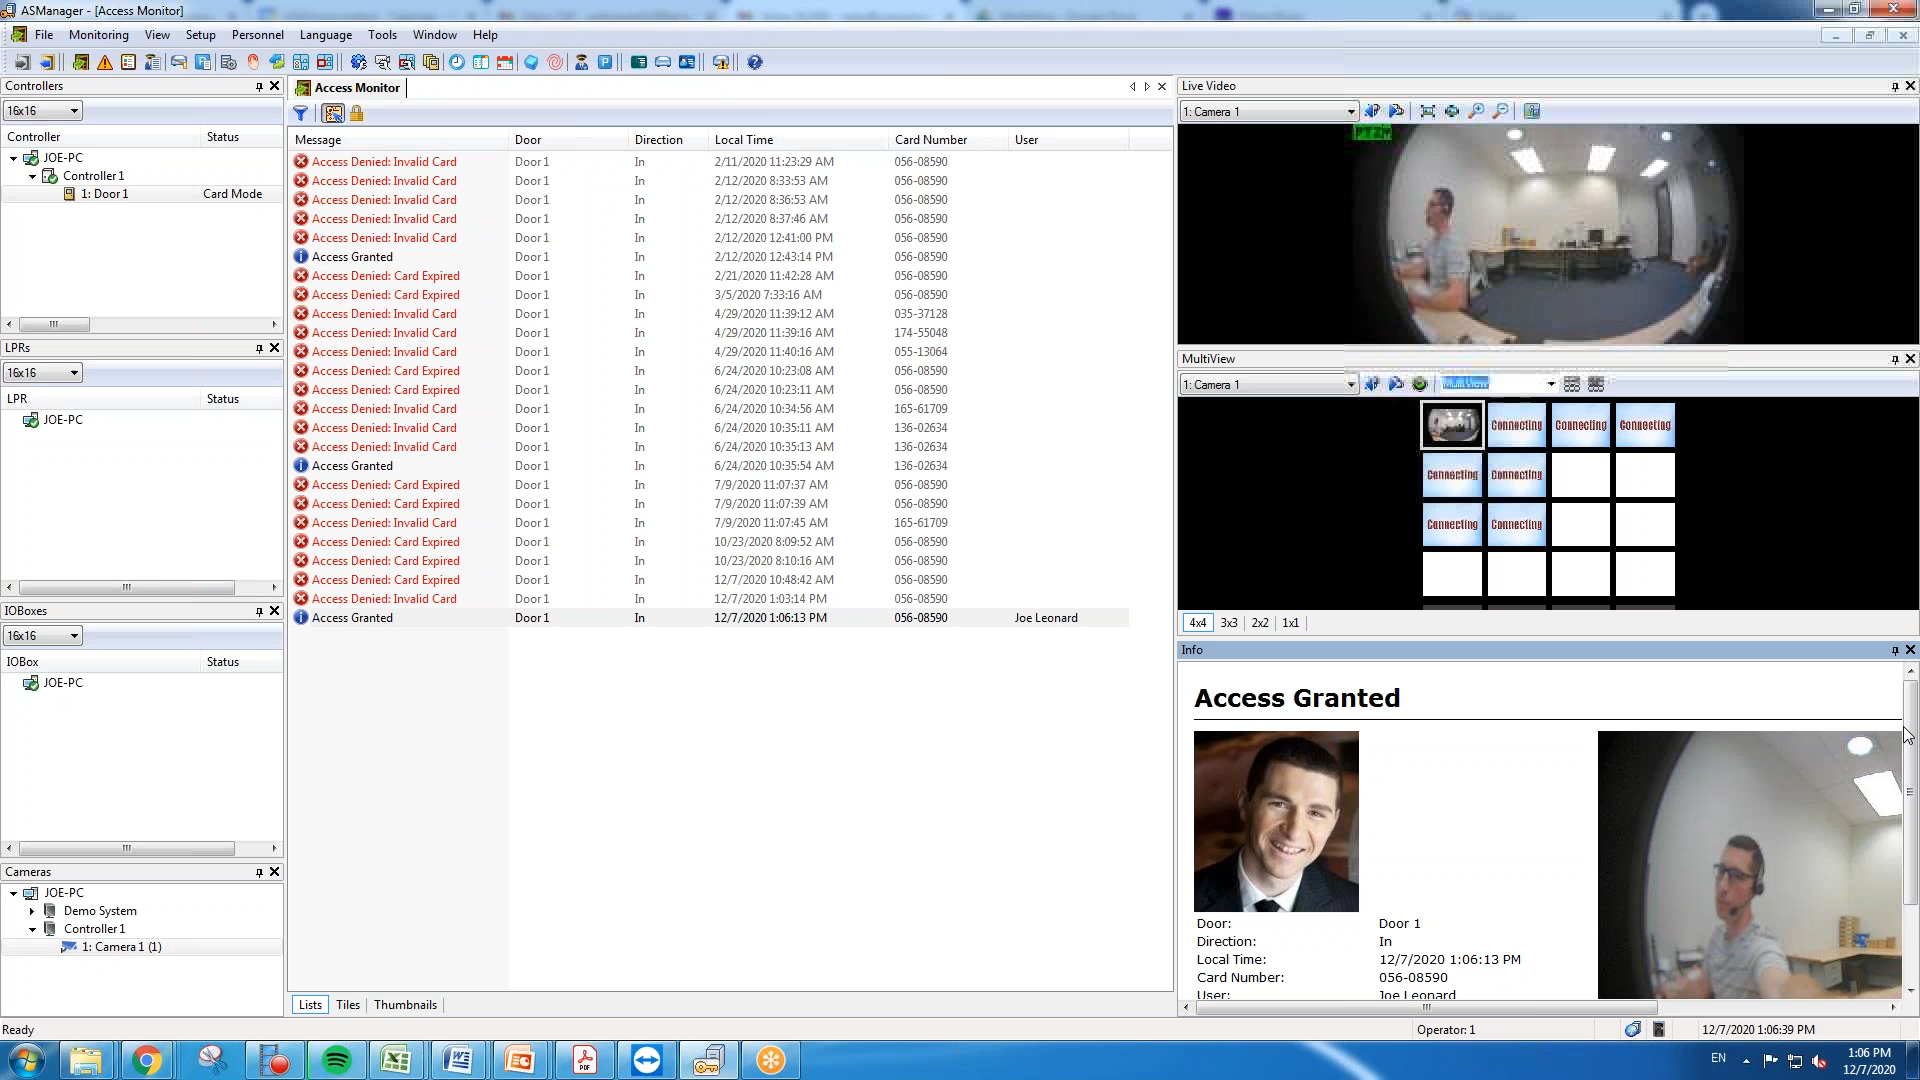 ASManager - [Access Monitor]
File Monitoring View Setup Personnel Language Tools Window Help
Controllers
16x16
Controller Status
JOE-PC
Controller 1
1: Door 1 Card Mode
LPRs
16x16
LPR Status
JOE-PC
IOBoxes
16x16
IOBox Status
JOE-PC
Cameras
JOE-PC
Demo System
Controller 1
1: Camera 1 (1)
Access Monitor
Message Door Direction Local Time Card Number User
Access Denied: Invalid Card Door 1 In 2/11/2020 11:23:29 AM 056-08590
Access Denied: Invalid Card Door 1 In 2/12/2020 8:33:53 AM 056-08590
Access Denied: Invalid Card Door 1 In 2/12/2020 8:36:53 AM 056-08590
Access Denied: Invalid Card Door 1 In 2/12/2020 8:37:46 AM 056-08590
Access Denied: Invalid Card Door 1 In 2/12/2020 12:41:00 PM 056-08590
Access Granted Door 1 In 2/12/2020 12:43:14 PM 056-08590
Access Denied: Card Expired Door 1 In 2/21/2020 11:42:28 AM 056-08590
Access Denied: Card Expired Door 1 In 3/5/2020 7:33:16 AM 056-08590
Access Denied: Invalid Card Door 1 In 4/29/2020 11:39:12 AM 035-37128
Access Denied: Invalid Card Door 1 In 4/29/2020 11:39:16 AM 174-55048
Access Denied: Invalid Card Door 1 In 4/29/2020 11:40:16 AM 055-13064
Access Denied: Card Expired Door 1 In 6/24/2020 10:23:08 AM 056-08590
Access Denied: Card Expired Door 1 In 6/24/2020 10:23:11 AM 056-08590
Access Denied: Invalid Card Door 1 In 6/24/2020 10:34:56 AM 165-61709
Access Denied: Invalid Card Door 1 In 6/24/2020 10:35:11 AM 136-02634
Access Denied: Invalid Card Door 1 In 6/24/2020 10:35:13 AM 136-02634
Access Granted Door 1 In 6/24/2020 10:35:54 AM 136-02634
Access Denied: Card Expired Door 1 In 7/9/2020 11:07:37 AM 056-08590
Access Denied: Card Expired Door 1 In 7/9/2020 11:07:39 AM 056-08590
Access Denied: Invalid Card Door 1 In 7/9/2020 11:07:45 AM 165-61709
Access Denied: Card Expired Door 1 In 10/23/2020 8:09:52 AM 056-08590
Access Denied: Card Expired Door 1 In 10/23/2020 8:10:16 AM 056-08590
Access Denied: Card Expired Door 1 In 12/7/2020 10:48:42 AM 056-08590
Access Denied: Invalid Card Door 1 In 12/7/2020 1:03:14 PM 056-08590
Access Granted Door 1 In 12/7/2020 1:06:13 PM 056-08590 Joe Leonard
Lists Tiles Thumbnails
Live Video
1: Camera 1
MultiView
1: Camera 1 MultiView
Connecting Connecting Connecting
Connecting Connecting
Connecting Connecting
4x4 3x3 2x2 1x1
Info
Access Granted
Door: Door 1
Direction: In
Local Time: 12/7/2020 1:06:13 PM
Card Number: 056-08590
User: Joe Leonard
Ready Operator: 1 12/7/2020 1:06:39 PM
EN 1:06 PM
12/7/2020